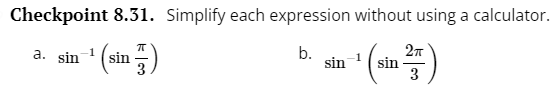 Checkpoint 8.31. Simplify each expression without using a calculator.
a. sin⁻¹ (sin π/3) b. sin⁻¹ (sin 2π/3)